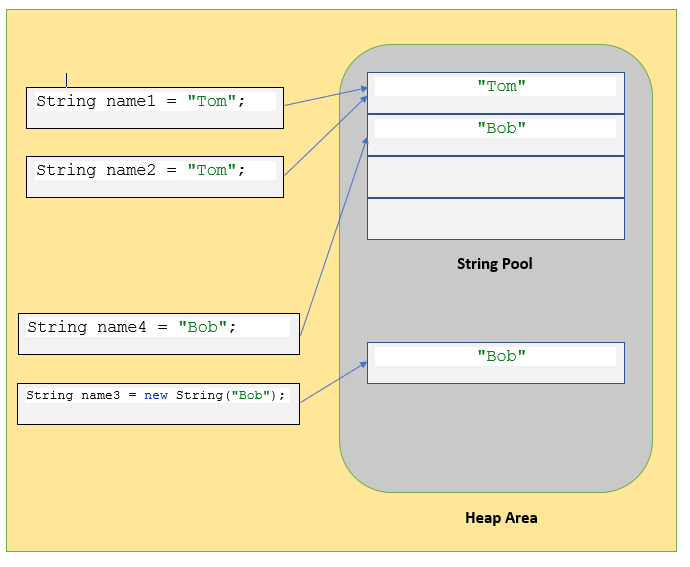 String name1 = "Tom";
String name2 = "Tom";
String name4 = "Bob";
String name3 = new String("Bob");
"Tom"
"Bob"
String Pool
"Bob"
Heap Area